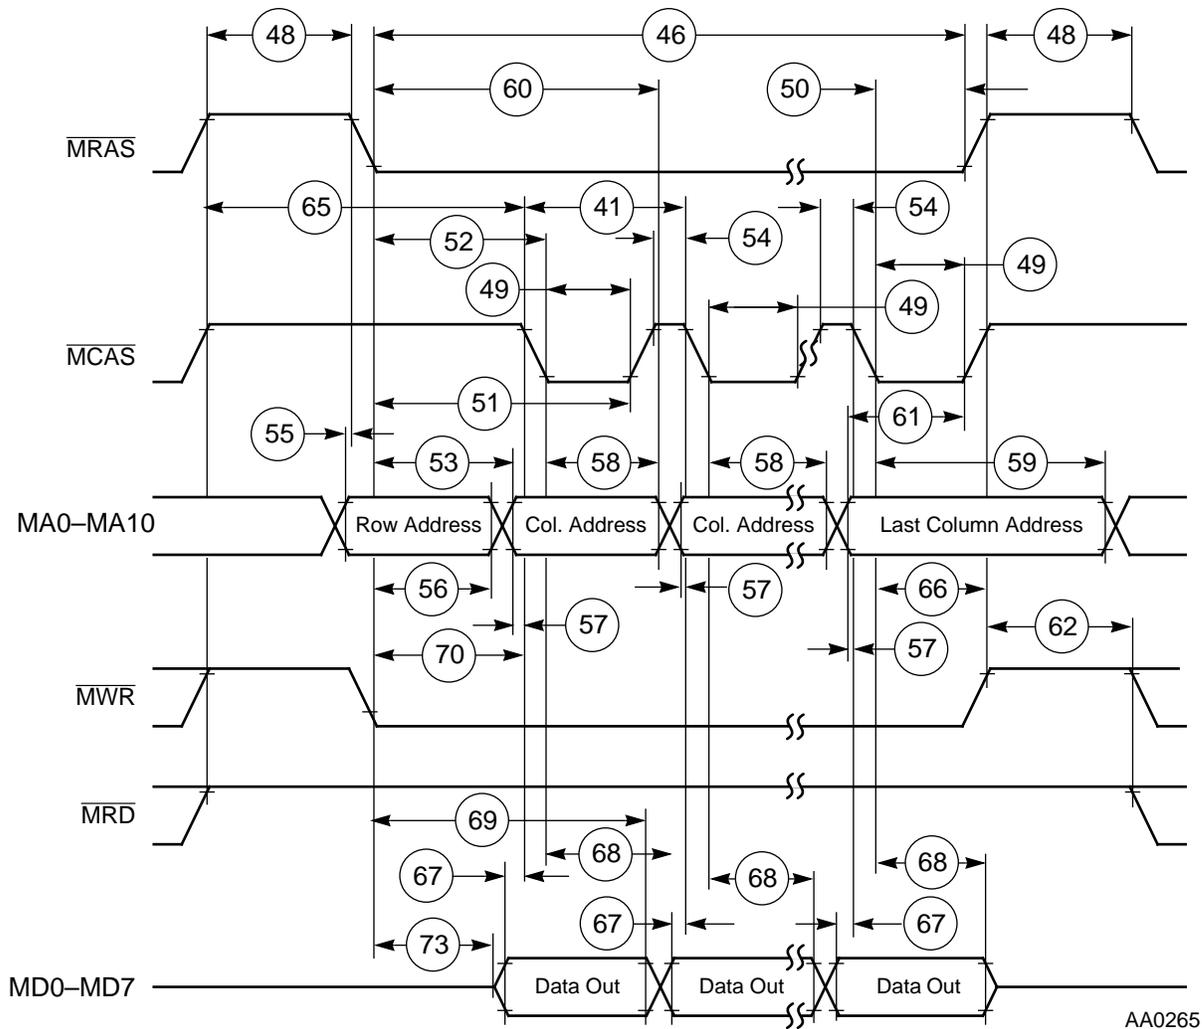 48
46
48
60
50
MRAS
65
41
54
52
54
49
49
49
MCAS
51
61
55
53
58
58
59
MA0–MA10
Row Address
Col. Address
Col. Address
Last Column Address
56
57
66
57
62
70
57
MWR
MRD
69
68
67
68
68
67
67
73
MD0–MD7
Data Out
Data Out
Data Out
AA0265